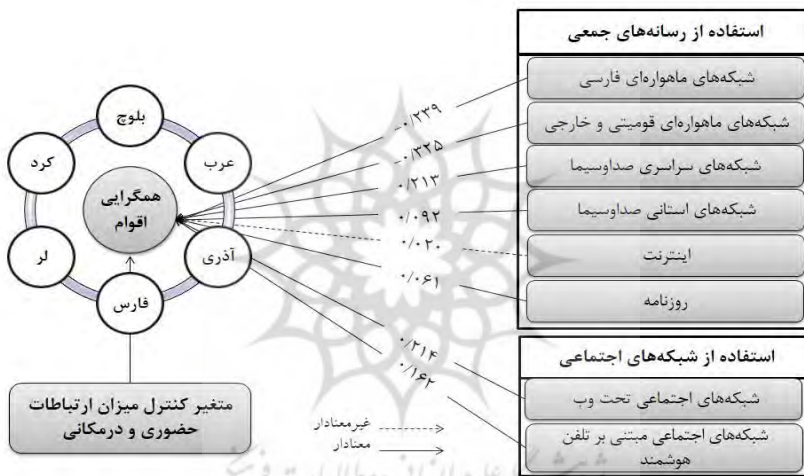 استفاده از رسانه‌های جمعی
شبکه‌های ماهواره‌ای فارسی
شبکه‌های ماهواره‌ای قومیتی و خارجی
شبکه‌های سراسری صداوسیما
شبکه‌های استانی صداوسیما
اینترنت
روزنامه
استفاده از شبکه‌های اجتماعی
شبکه‌های اجتماعی تحت وب
شبکه‌های اجتماعی مبتنی بر تلفن
هوشمند
-۰/۲۳۹
-۰/۳۲۵
۰/۲۱۳
۰/۰۹۲
۰/۰۲۰
۰/۰۶۱
۰/۲۱۴
۰/۱۶۲
بلوچ
عرب
کرد
همگرایی
اقوام
آذری
لر
فارس
متغیر کنترل میزان ارتباطات
حضوری و درمکانی
غیرمعنادار
معنادار